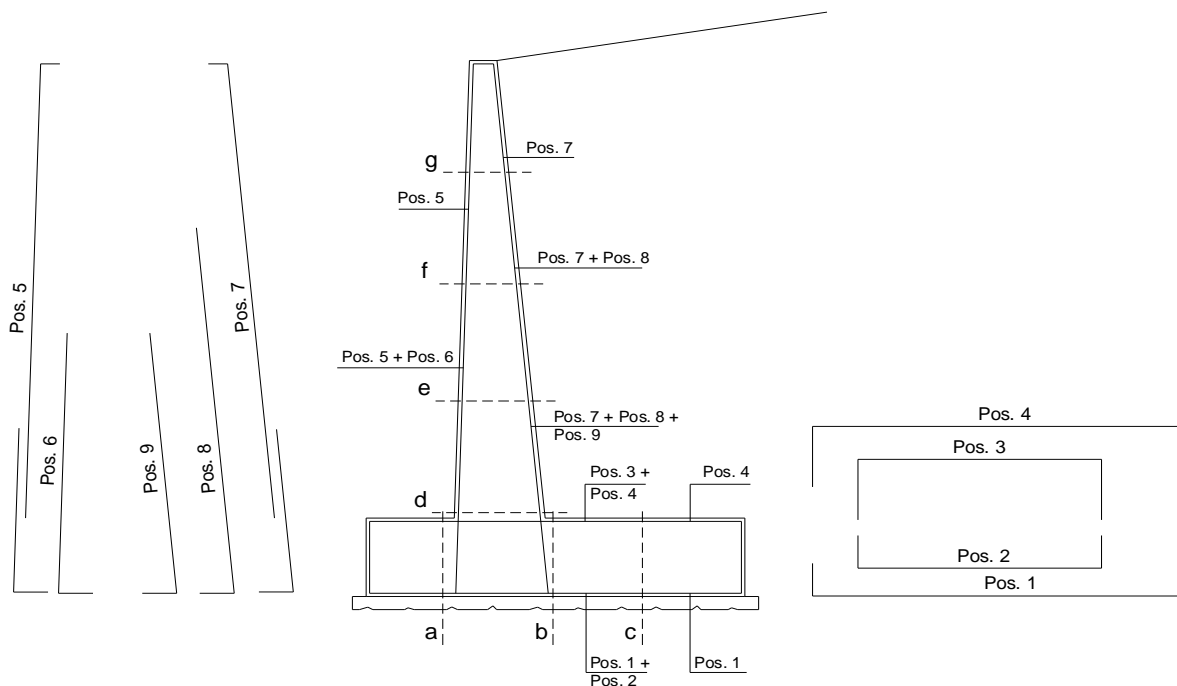 Pos. 5
Pos. 6
Pos. 9
Pos. 8
Pos. 7
g
Pos. 7
Pos. 5
f
Pos. 7 + Pos. 8
Pos. 5 + Pos. 6
e
Pos. 7 + Pos. 8 +
Pos. 9
d
Pos. 3 +
Pos. 4
Pos. 4
a
b
c
Pos. 1 +
Pos. 2
Pos. 1
Pos. 4
Pos. 3
Pos. 2
Pos. 1